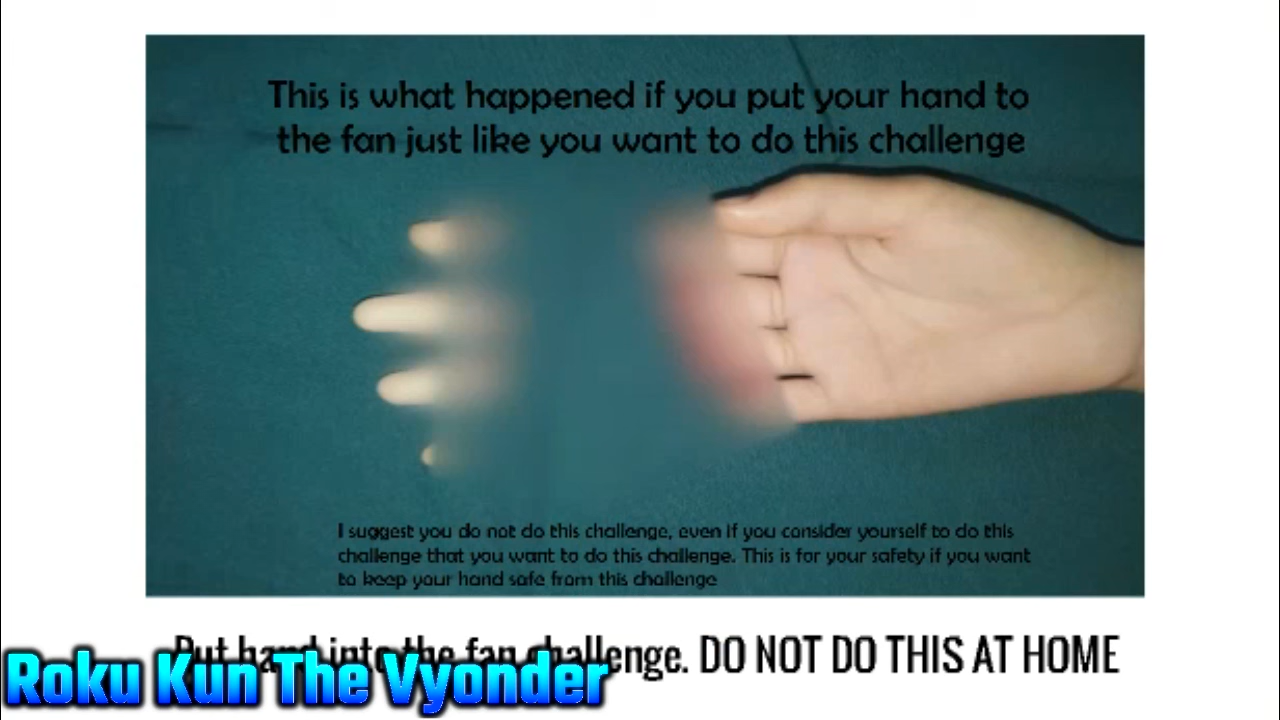 This is what happened if you put your hand to
the fan just like you want to do this challenge
I suggest you do not do this challenge, even if you consider yourself to do this
challenge that you want to do this challenge. This is for your safety if you want
to keep your hand safe from this challenge
Put hand into the fan challenge. DO NOT DO THIS AT HOME
Roku Kun The Vyonder